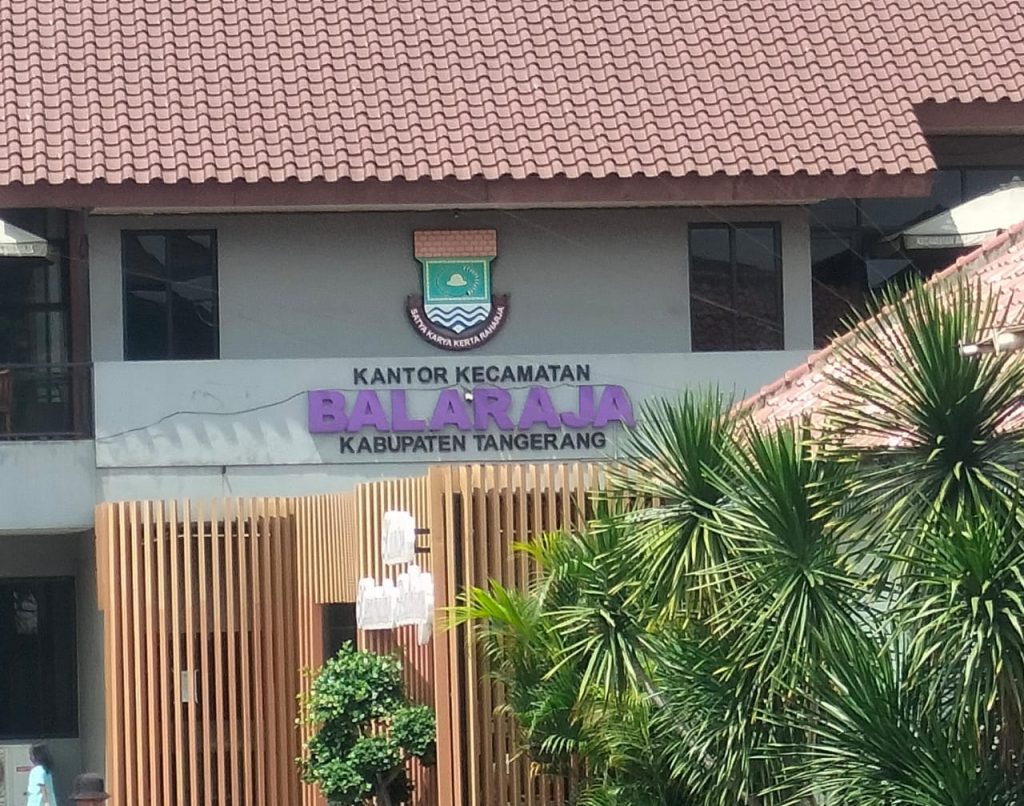 SATYA KARYA KERTA RAHARJA
KANTOR KECAMATAN
BALARAJA
KABUPATEN TANGERANG